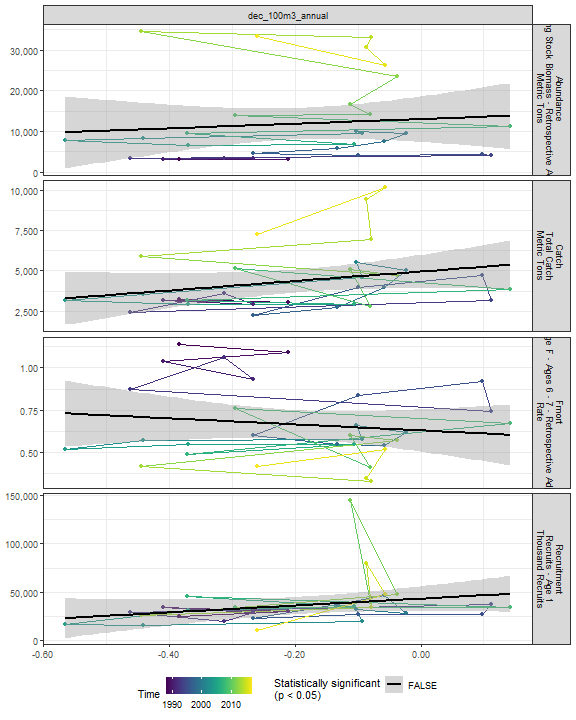 dec_100m3_annual
30,000
20,000
10,000
0
Abundance
Stock Biomass - Retrospective
Metric Tons
10,000
7,500
5,000
2,500
Catch
Total Catch
Metric Tons
1.00
0.75
0.50
Fmort
F - Ages 6 - 7 - Retrospective
Rate
150,000
100,000
50,000
0
Recruitment
Recruits - Age 1
Thousand Recruits
-0.60
-0.40
-0.20
0.00
Time
1990 2000 2010
Statistically significant
(p < 0.05)
FALSE